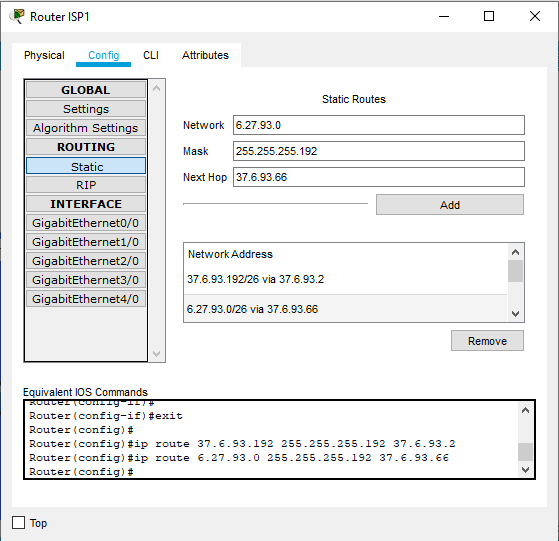 Router ISP1
Physical Config CLI Attributes
GLOBAL
Settings
Algorithm Settings
ROUTING
Static
RIP
INTERFACE
GigabitEthernet0/0
GigabitEthernet1/0
GigabitEthernet2/0
GigabitEthernet3/0
GigabitEthernet4/0
Static Routes
Network 6.27.93.0
Mask 255.255.255.192
Next Hop 37.6.93.66
Add
Network Address
37.6.93.192/26 via 37.6.93.2
6.27.93.0/26 via 37.6.93.66
Remove
Equivalent IOS Commands
Router(config-if)#
Router(config-if)#exit
Router(config)#
Router(config)#ip route 37.6.93.192 255.255.255.192 37.6.93.2
Router(config)#ip route 6.27.93.0 255.255.255.192 37.6.93.66
Router(config)#
Top